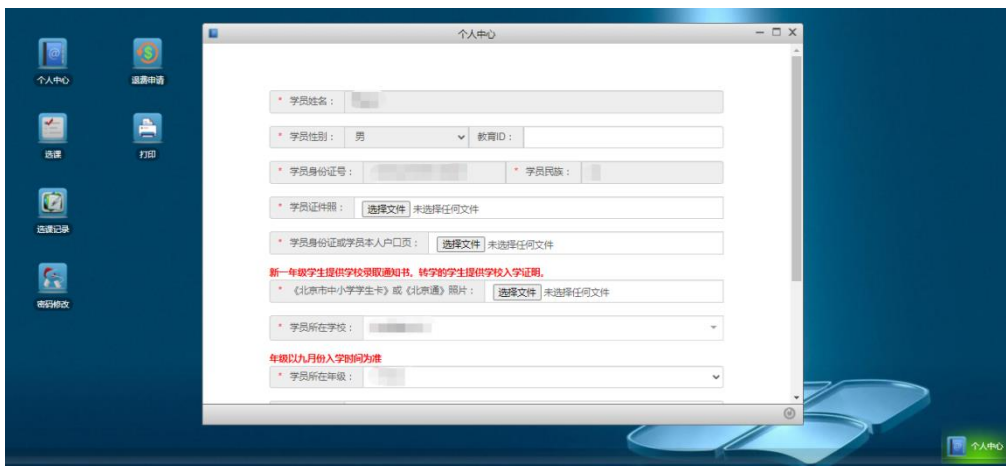 个人中心
个人中心
退费申请
选课
打印
选课记录
密码修改
* 学员姓名：
* 学员性别： 男 教育ID：
* 学员身份证号： * 学员民族：
* 学员证件照： 选择文件 未选择任何文件
* 学员身份证或学员本人户口页： 选择文件 未选择任何文件
新一年级学生提供学校录取通知书。转学的学生提供学校入学证明。
* 《北京市中小学学生卡》或《北京通》照片： 选择文件 未选择任何文件
* 学员所在学校：
年级以九月份入学时间为准
* 学员所在年级：
个人中心